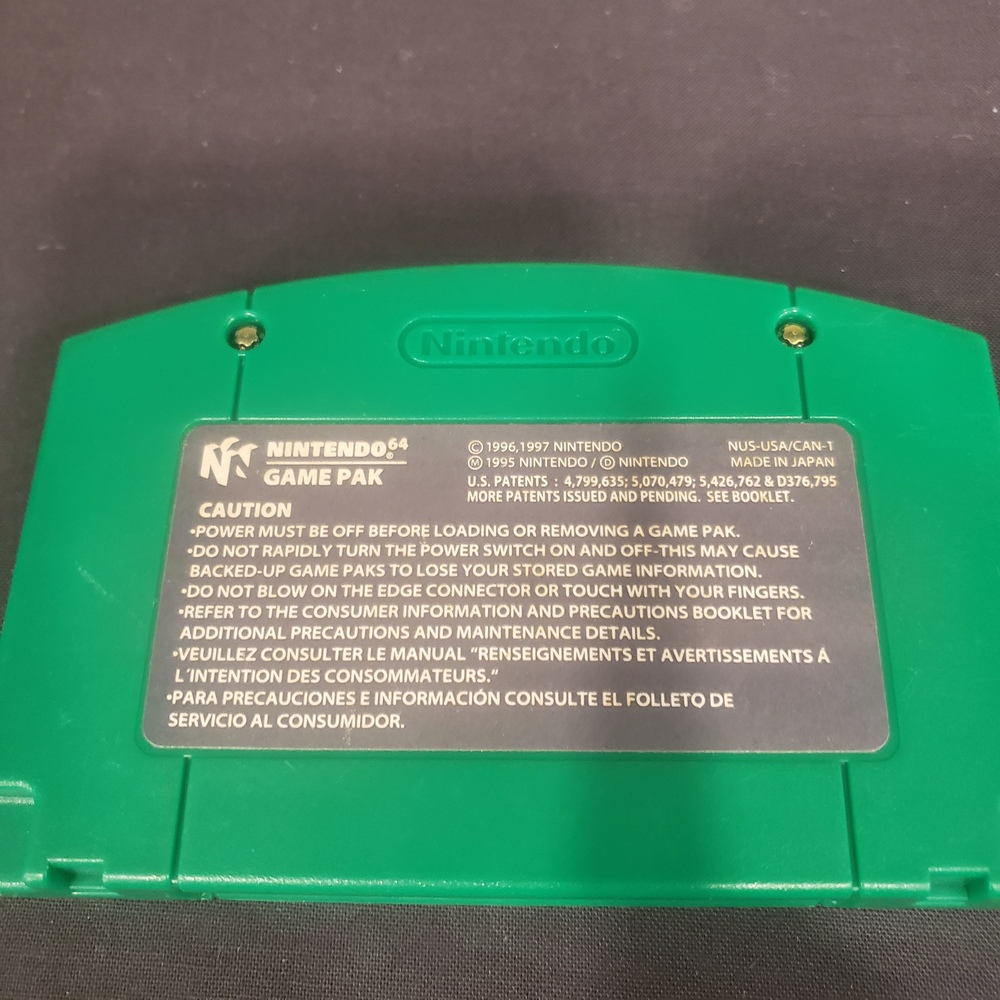 Nintendo
NINTENDO®64
GAME PAK
© 1996,1997 NINTENDO
Ⓜ 1995 NINTENDO / Ⓓ NINTENDO
NUS-USA/CAN-1
MADE IN JAPAN
U.S. PATENTS : 4,799,635; 5,070,479; 5,426,762 & D376,795
MORE PATENTS ISSUED AND PENDING. SEE BOOKLET.
CAUTION
•POWER MUST BE OFF BEFORE LOADING OR REMOVING A GAME PAK.
•DO NOT RAPIDLY TURN THE POWER SWITCH ON AND OFF-THIS MAY CAUSE
BACKED-UP GAME PAKS TO LOSE YOUR STORED GAME INFORMATION.
•DO NOT BLOW ON THE EDGE CONNECTOR OR TOUCH WITH YOUR FINGERS.
•REFER TO THE CONSUMER INFORMATION AND PRECAUTIONS BOOKLET FOR
ADDITIONAL PRECAUTIONS AND MAINTENANCE DETAILS.
•VEUILLEZ CONSULTER LE MANUAL "RENSEIGNEMENTS ET AVERTISSEMENTS Á
L'INTENTION DES CONSOMMATEURS."
•PARA PRECAUCIONES E INFORMACIÓN CONSULTE EL FOLLETO DE
SERVICIO AL CONSUMIDOR.